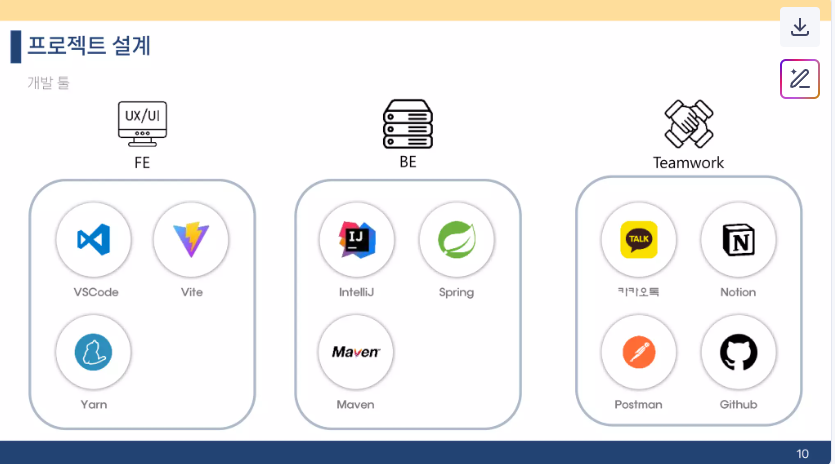 프로젝트 설계
개발 툴
UX/UI
FE
BE
Teamwork
VSCode
Vite
Yarn
IJ
IntelliJ
Spring
Maven
Maven
TALK
카카오톡
N
Notion
Postman
Github
10